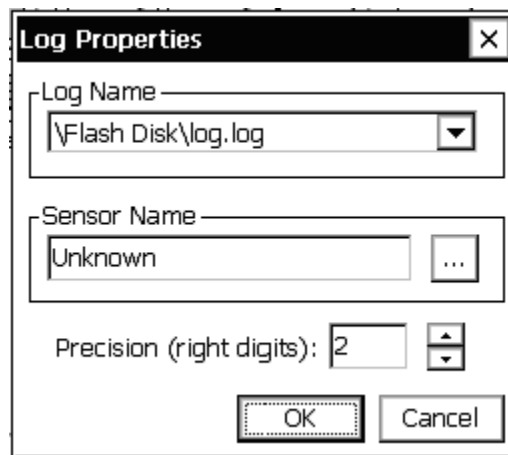 Log Properties
Log Name
\Flash Disk\log.log
Sensor Name
Unknown
...
Precision (right digits): 2
OK Cancel